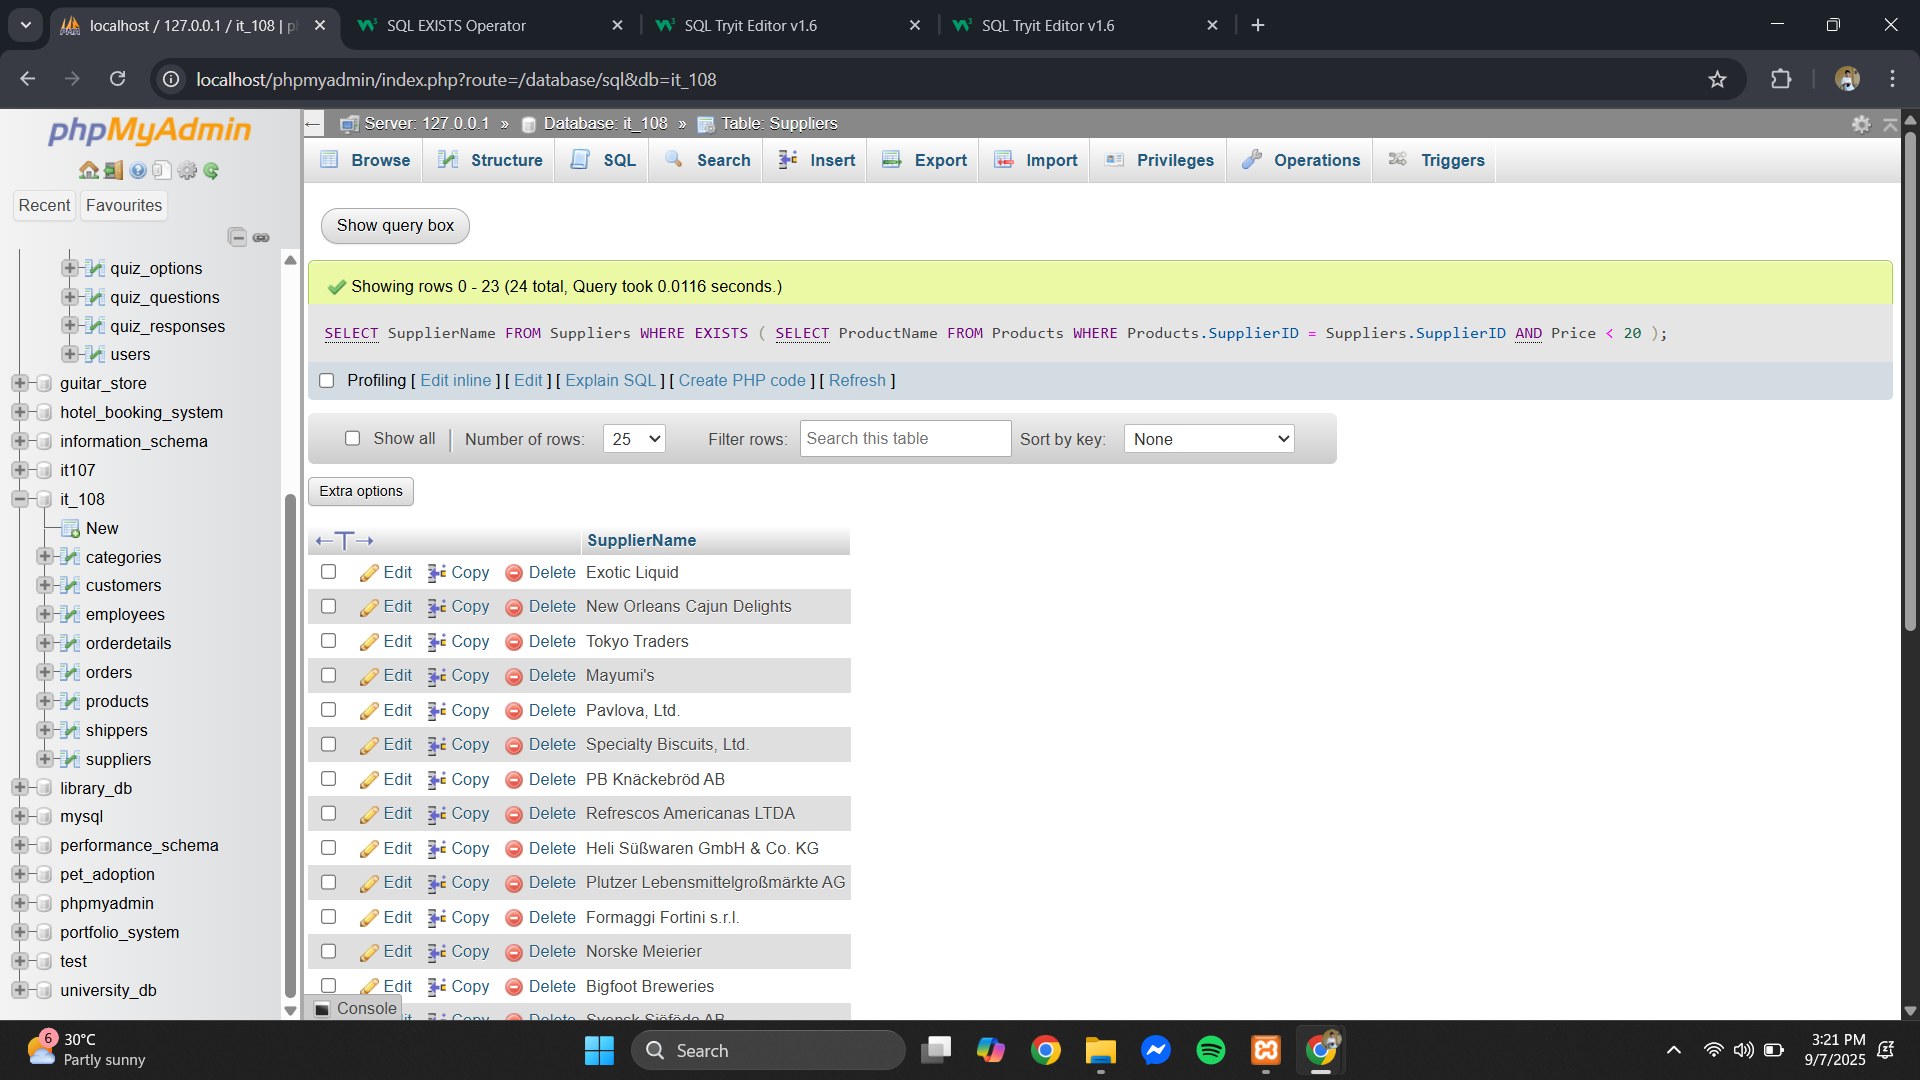 localhost / 127.0.0.1 / it_108 | p
SQL EXISTS Operator
SQL Tryit Editor v1.6
SQL Tryit Editor v1.6
localhost/phpmyadmin/index.php?route=/database/sql&db=it_108
phpMyAdmin
Recent
Favourites
quiz_options
quiz_questions
quiz_responses
users
guitar_store
hotel_booking_system
information_schema
it107
it_108
New
categories
customers
employees
orderdetails
orders
products
shippers
suppliers
library_db
mysql
performance_schema
pet_adoption
phpmyadmin
portfolio_system
test
university_db
Server: 127.0.0.1 » Database: it_108 » Table: Suppliers
Browse Structure SQL Search Insert Export Import Privileges Operations Triggers
Show query box
Showing rows 0 - 23 (24 total, Query took 0.0116 seconds.)
SELECT SupplierName FROM Suppliers WHERE EXISTS ( SELECT ProductName FROM Products WHERE Products.SupplierID = Suppliers.SupplierID AND Price < 20 );
Profiling [ Edit inline ] [ Edit ] [ Explain SQL ] [ Create PHP code ] [ Refresh ]
Show all | Number of rows: 25 Filter rows: Search this table Sort by key: None
Extra options
←T→ SupplierName
Edit Copy Delete Exotic Liquid
Edit Copy Delete New Orleans Cajun Delights
Edit Copy Delete Tokyo Traders
Edit Copy Delete Mayumi's
Edit Copy Delete Pavlova, Ltd.
Edit Copy Delete Specialty Biscuits, Ltd.
Edit Copy Delete PB Knäckebröd AB
Edit Copy Delete Refrescos Americanas LTDA
Edit Copy Delete Heli Süßwaren GmbH & Co. KG
Edit Copy Delete Plutzer Lebensmittelgroßmärkte AG
Edit Copy Delete Formaggi Fortini s.r.l.
Edit Copy Delete Norske Meierier
Edit Copy Delete Bigfoot Breweries
Copy Delete Svensk Sjöföda AB
Console
6
30°C
Partly sunny
Search
3:21 PM
9/7/2025